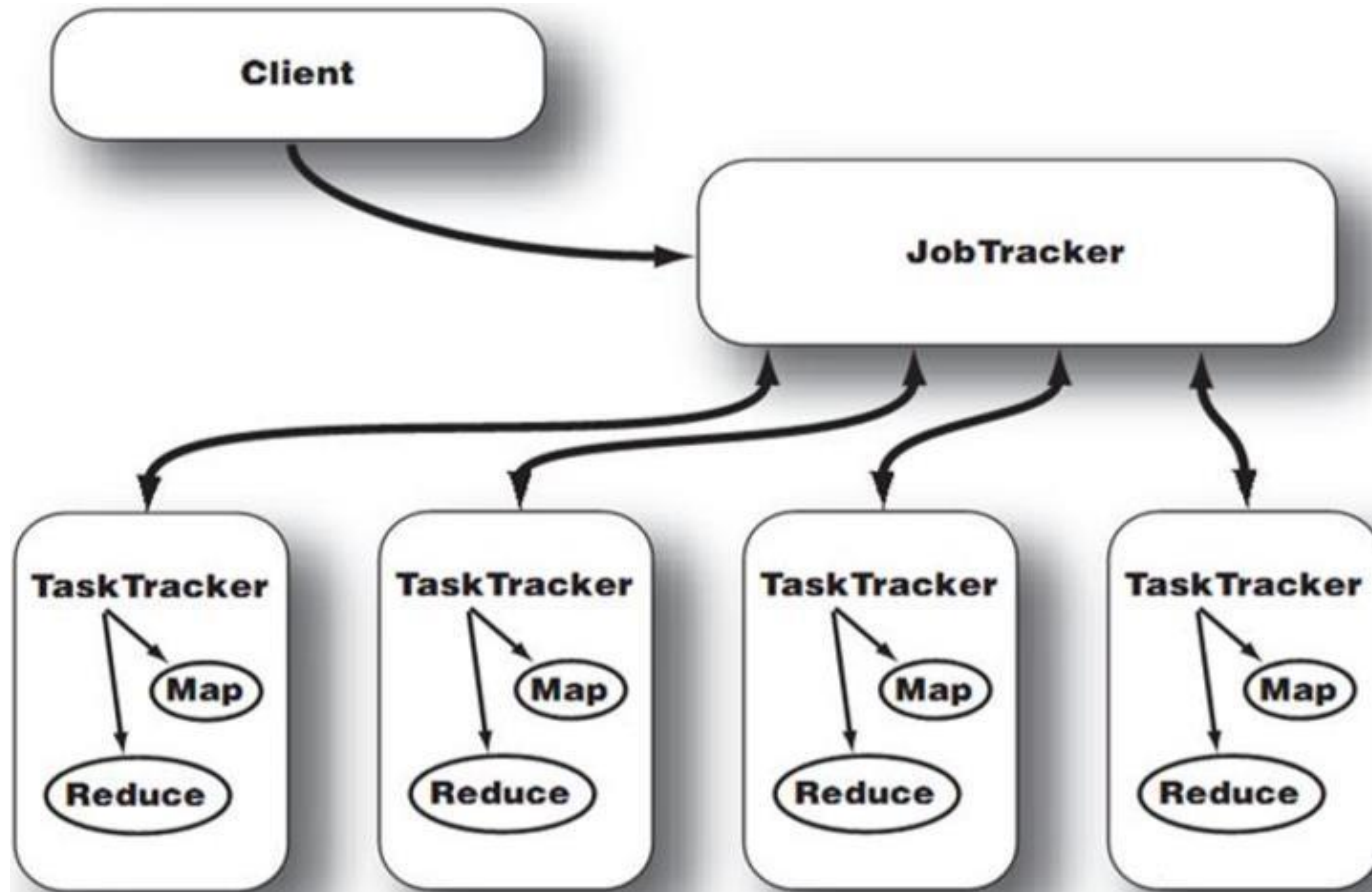 Client
JobTracker
TaskTracker
Map
Reduce
TaskTracker
Map
Reduce
TaskTracker
Map
Reduce
TaskTracker
Map
Reduce